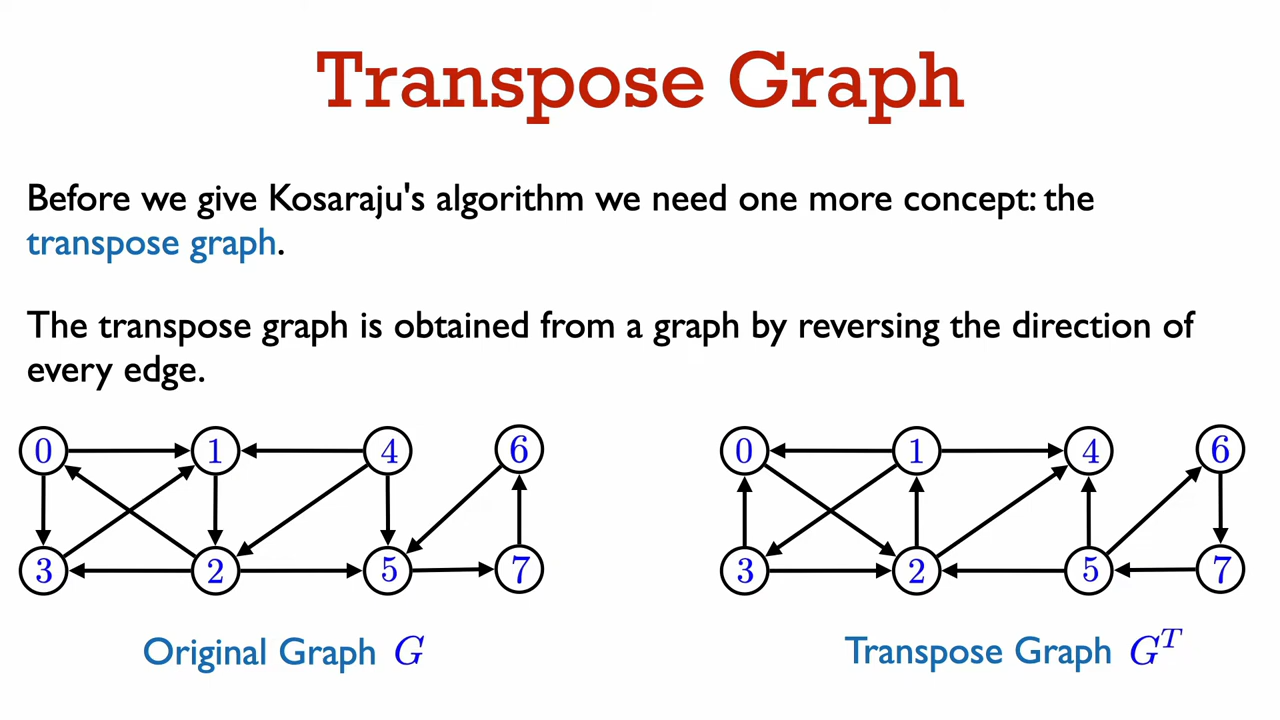 Transpose Graph
Before we give Kosaraju's algorithm we need one more concept: the
transpose graph.
The transpose graph is obtained from a graph by reversing the direction of
every edge.
0 1 4 6
3 2 5 7
Original Graph G
0 1 4 6
3 2 5 7
Transpose Graph G^T